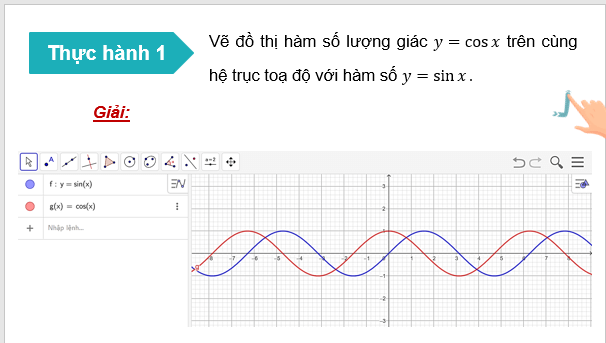 Thực hành 1
Vẽ đồ thị hàm số lượng giác y = cos x trên cùng
hệ trục toạ độ với hàm số y = sin x .
Giải:
A
a=2
f : y = sin(x)
g(x) = cos(x)
Nhập lệnh...
3
2
1
-1
-2
-3
-8 -7 -6 -5 -4 -3 -2 -1 0 1 2 3 4 5 6 7 8